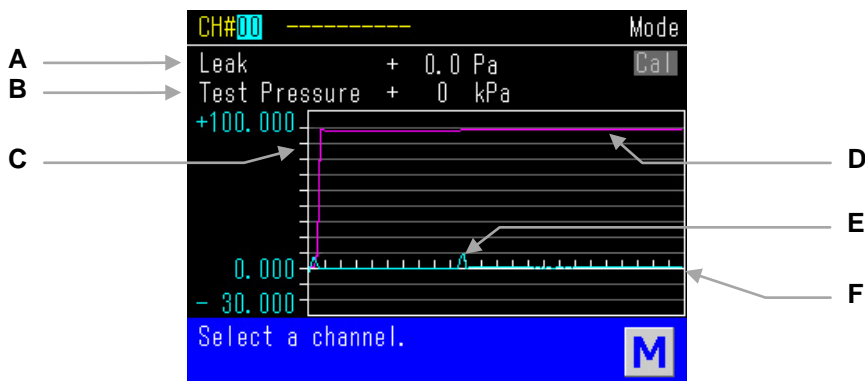 CH#00 ---------- Mode
A
Leak + 0.0 Pa Cal
B
Test Pressure + 0 kPa
+100.000
C
D
E
0.000
F
- 30.000
Select a channel.
M